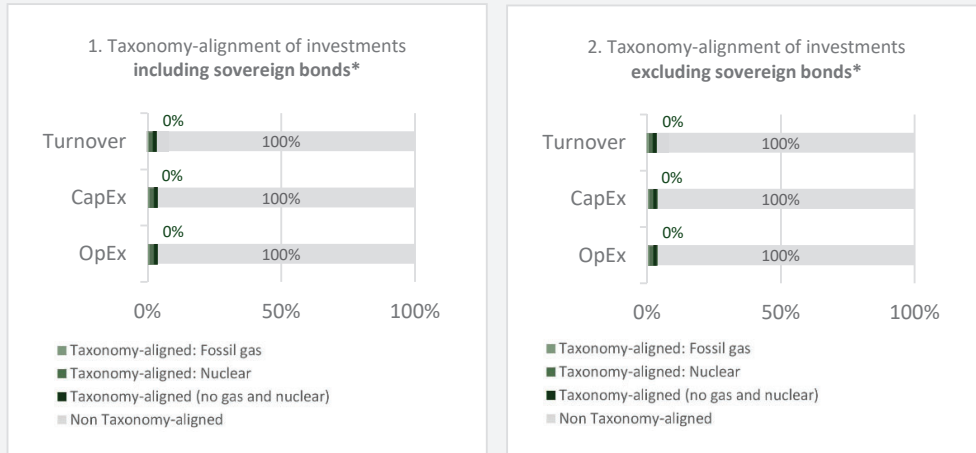 1. Taxonomy-alignment of investments
including sovereign bonds*
0%
Turnover 100%
0%
CapEx 100%
0%
OpEx 100%
0% 50% 100%
Taxonomy-aligned: Fossil gas
Taxonomy-aligned: Nuclear
Taxonomy-aligned (no gas and nuclear)
Non Taxonomy-aligned
2. Taxonomy-alignment of investments
excluding sovereign bonds*
0%
Turnover 100%
0%
CapEx 100%
0%
OpEx 100%
0% 50% 100%
Taxonomy-aligned: Fossil gas
Taxonomy-aligned: Nuclear
Taxonomy-aligned (no gas and nuclear)
Non Taxonomy-aligned